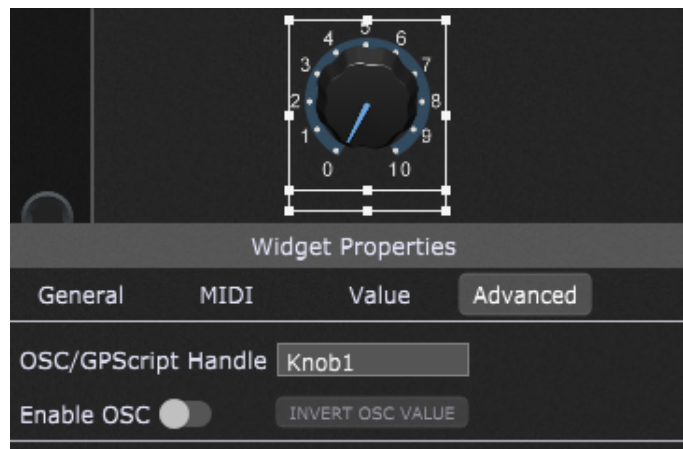 5
4 6
3 7
2 8
1 9
0 10
Widget Properties
General MIDI Value Advanced
OSC/GPScript Handle Knob1
Enable OSC INVERT OSC VALUE